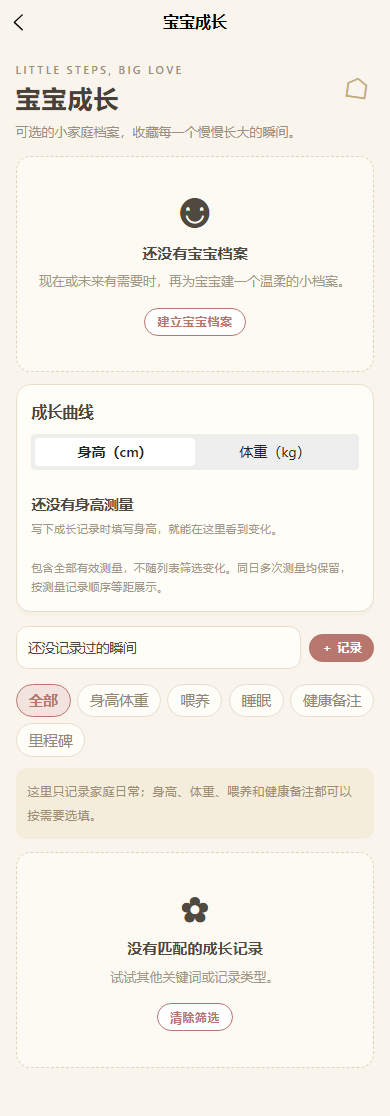 宝宝成长
LITTLE STEPS, BIG LOVE
宝宝成长
可选的小家庭档案，收藏每一个慢慢长大的瞬间。
还没有宝宝档案
现在或未来有需要时，再为宝宝建一个温柔的小档案。
建立宝宝档案
成长曲线
身高（cm）
体重（kg）
还没有身高测量
写下成长记录时填写身高，就能在这里看到变化。
包含全部有效测量，不随列表筛选变化。同日多次测量均保留，
按测量记录顺序等距展示。
还没记录过的瞬间
+ 记录
全部
身高体重
喂养
睡眠
健康备注
里程碑
这里只记录家庭日常；身高、体重、喂养和健康备注都可以
按需要选填。
没有匹配的成长记录
试试其他关键词或记录类型。
清除筛选